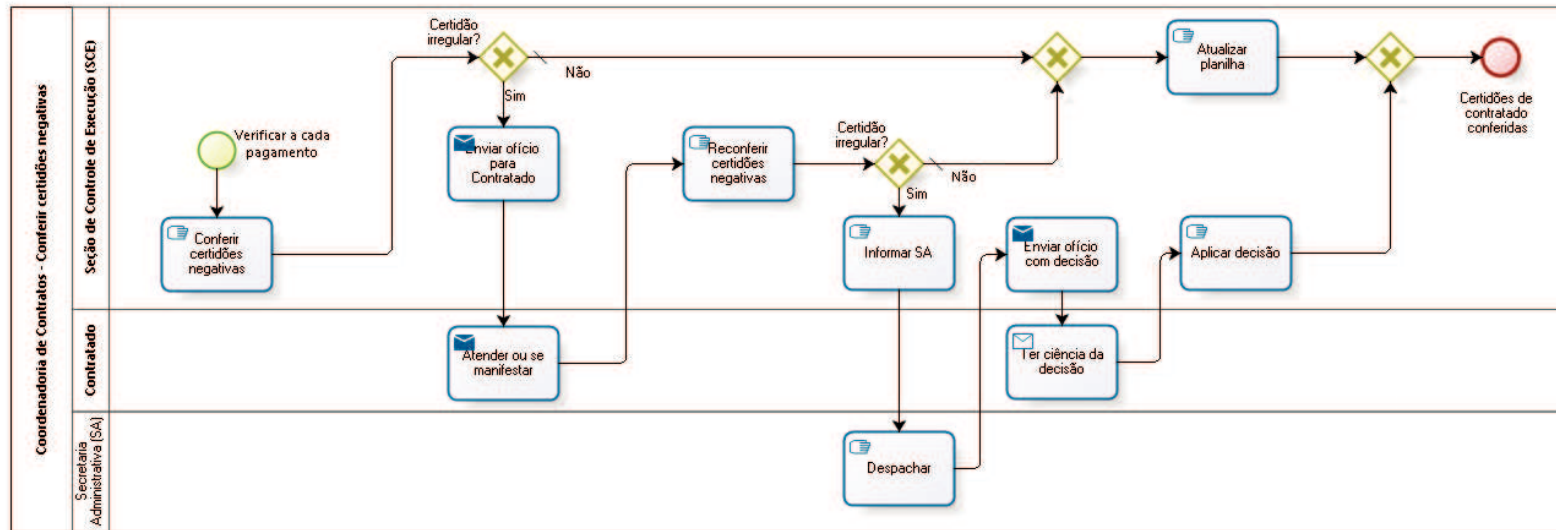 Coordenadoria de Contratos - Conferir certidões negativas
Seção de Controle de Execução (SCE)
Verificar a cada
pagamento
Conferir
certidões
negativas
Certidão
irregular?
Não
Sim
Enviar ofício
para
Contratado
Reconferir
certidões
negativas
Certidão
irregular?
Não
Sim
Informar SA
Enviar ofício
com decisão
Aplicar decisão
Atualizar
planilha
Certidões de
contratado
conferidas
Contratado
Atender ou se
manifestar
Ter ciência da
decisão
Secretaria
Administrativa (SA)
Despachar